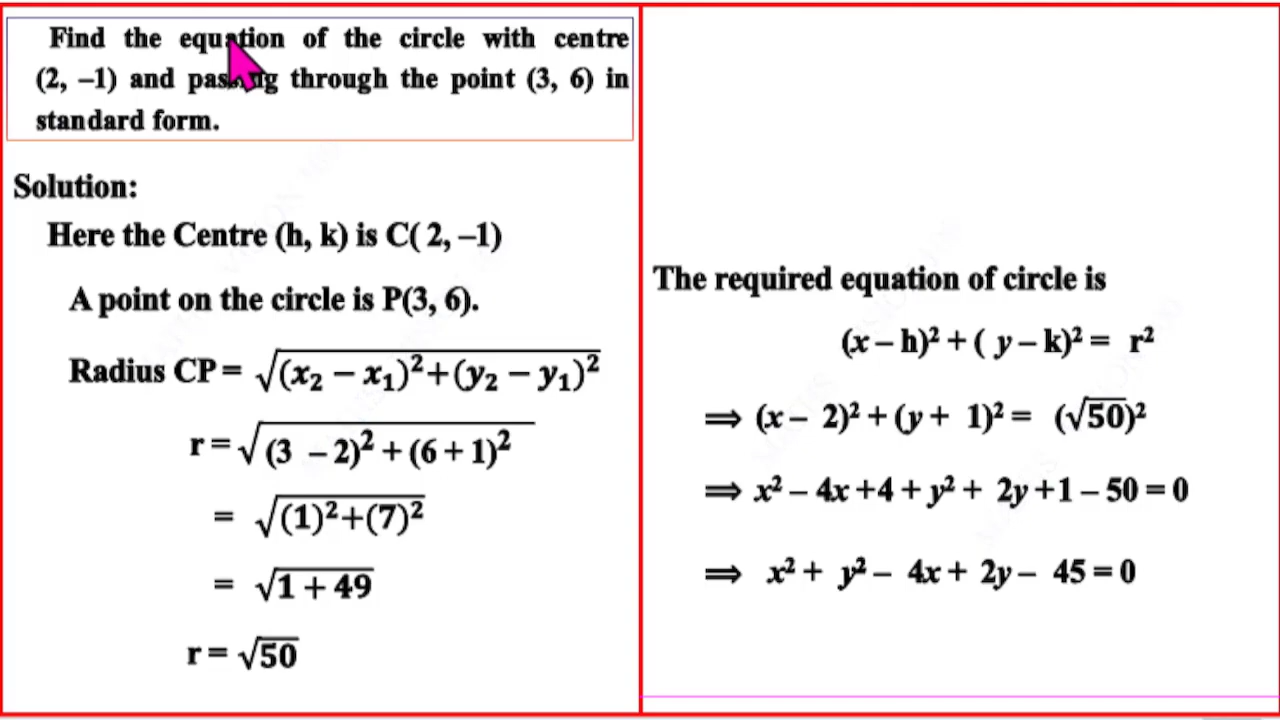 Find the equation of the circle with centre
(2, –1) and passing through the point (3, 6) in
standard form.
Solution:
Here the Centre (h, k) is C( 2, –1)
A point on the circle is P(3, 6).
Radius CP = √(x₂ − x₁)²+(y₂ − y₁)²
r = √(3 – 2)² + (6 + 1)²
= √(1)²+(7)²
= √1 + 49
r = √50
The required equation of circle is
(x – h)² + ( y – k)² = r²
⟹ (x – 2)² + (y + 1)² = (√50)²
⟹ x² – 4x +4 + y² + 2y +1 – 50 = 0
⟹ x² + y² – 4x + 2y – 45 = 0